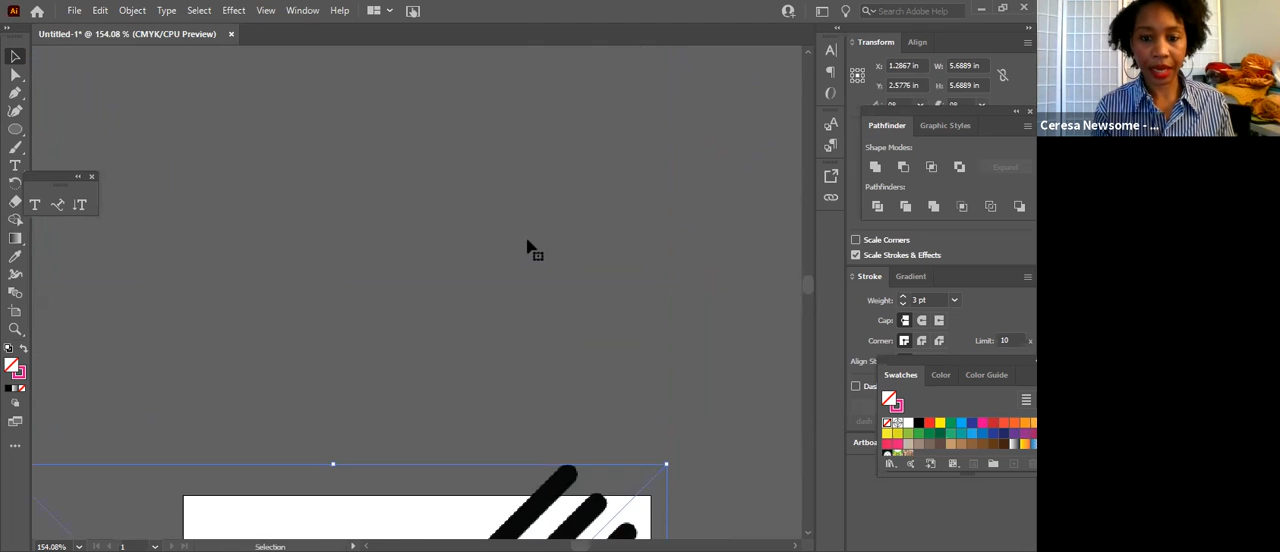 Ai File Edit Object Type Select Effect View Window Help Search Adobe Help
Untitled-1* @ 154.08 % (CMYK/CPU Preview)
Transform Align
X: 1.2867 in W: 5.6889 in
Y: 2.5776 in H: 5.6889 in
Pathfinder Graphic Styles
Shape Modes:
Expand
Pathfinders:
Scale Corners
Scale Strokes & Effects
Stroke Gradient
Weight: 3 pt
Cap:
Corner: Limit: 10 x
Align St
Swatches Color Color Guide
Das
dash
Artboa
154.08% 1 Selection
Ceresa Newsome - ...